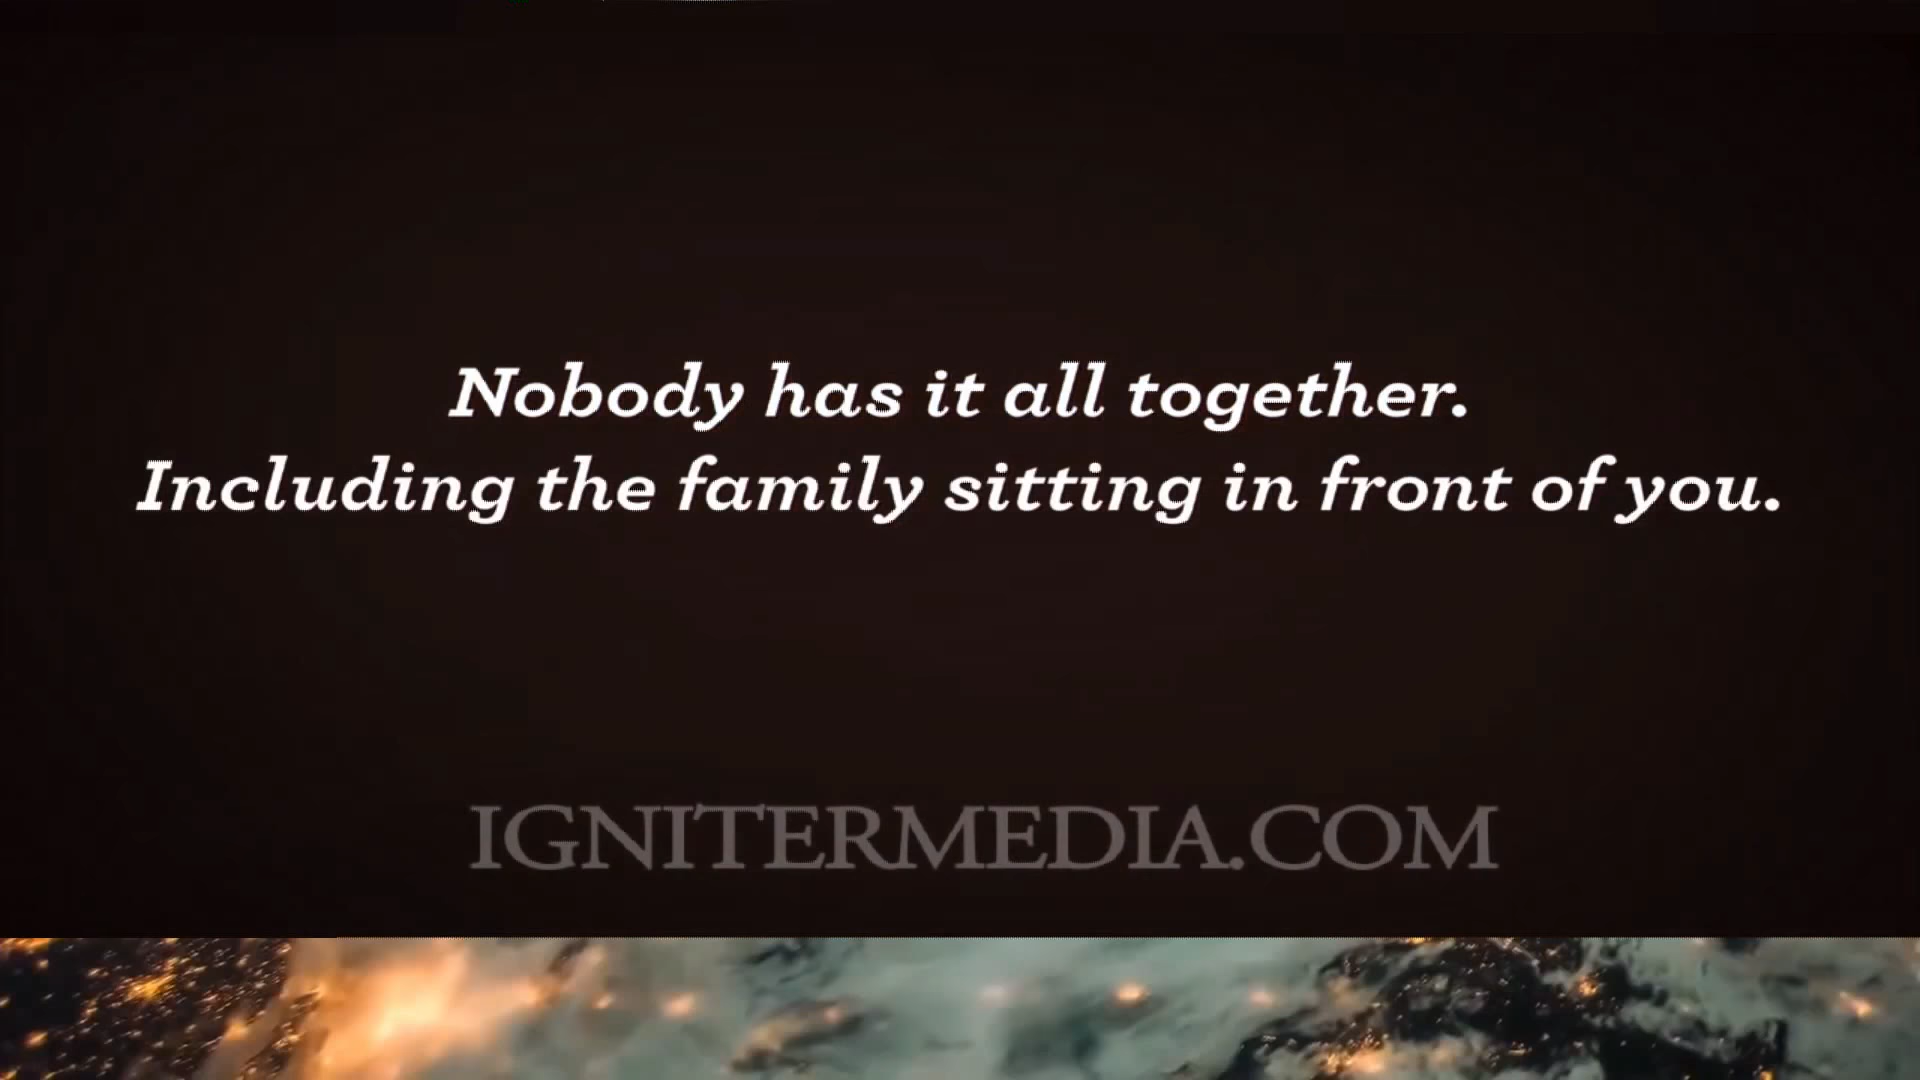 Nobody has it all together.
Including the family sitting in front of you.
IGNITERMEDIA.COM